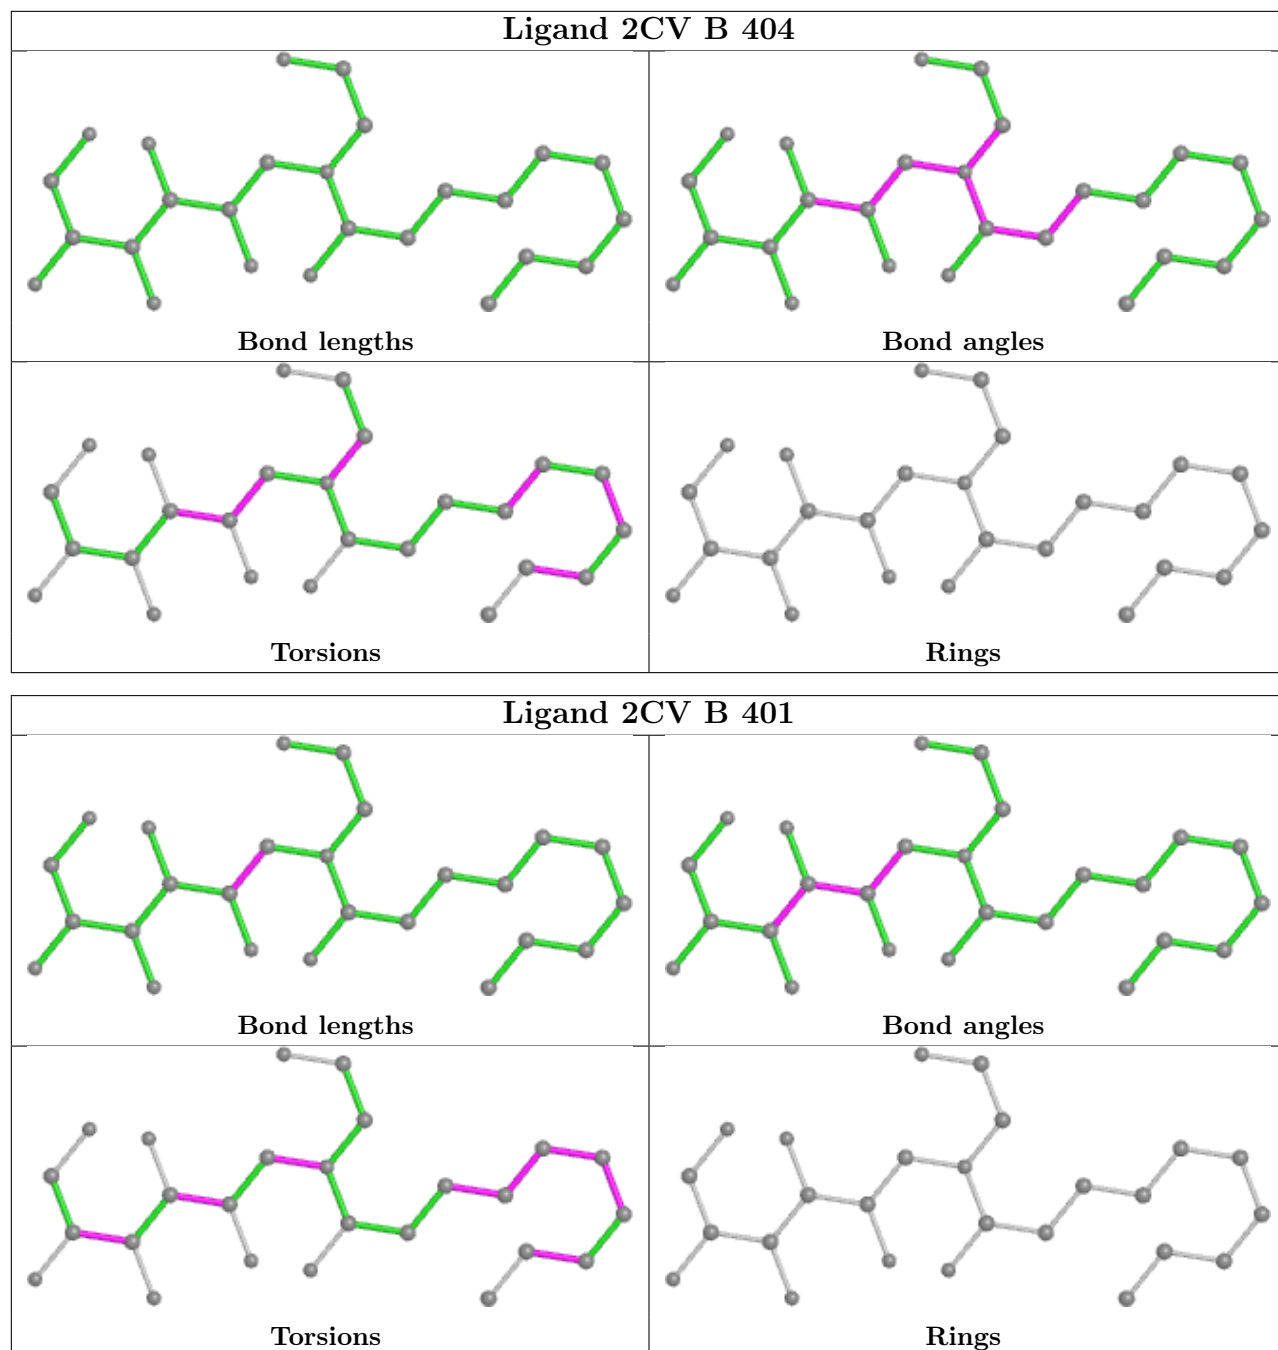 Ligand 2CV B 404
Bond lengths
Bond angles
Torsions
Rings
Ligand 2CV B 401
Bond lengths
Bond angles
Torsions
Rings